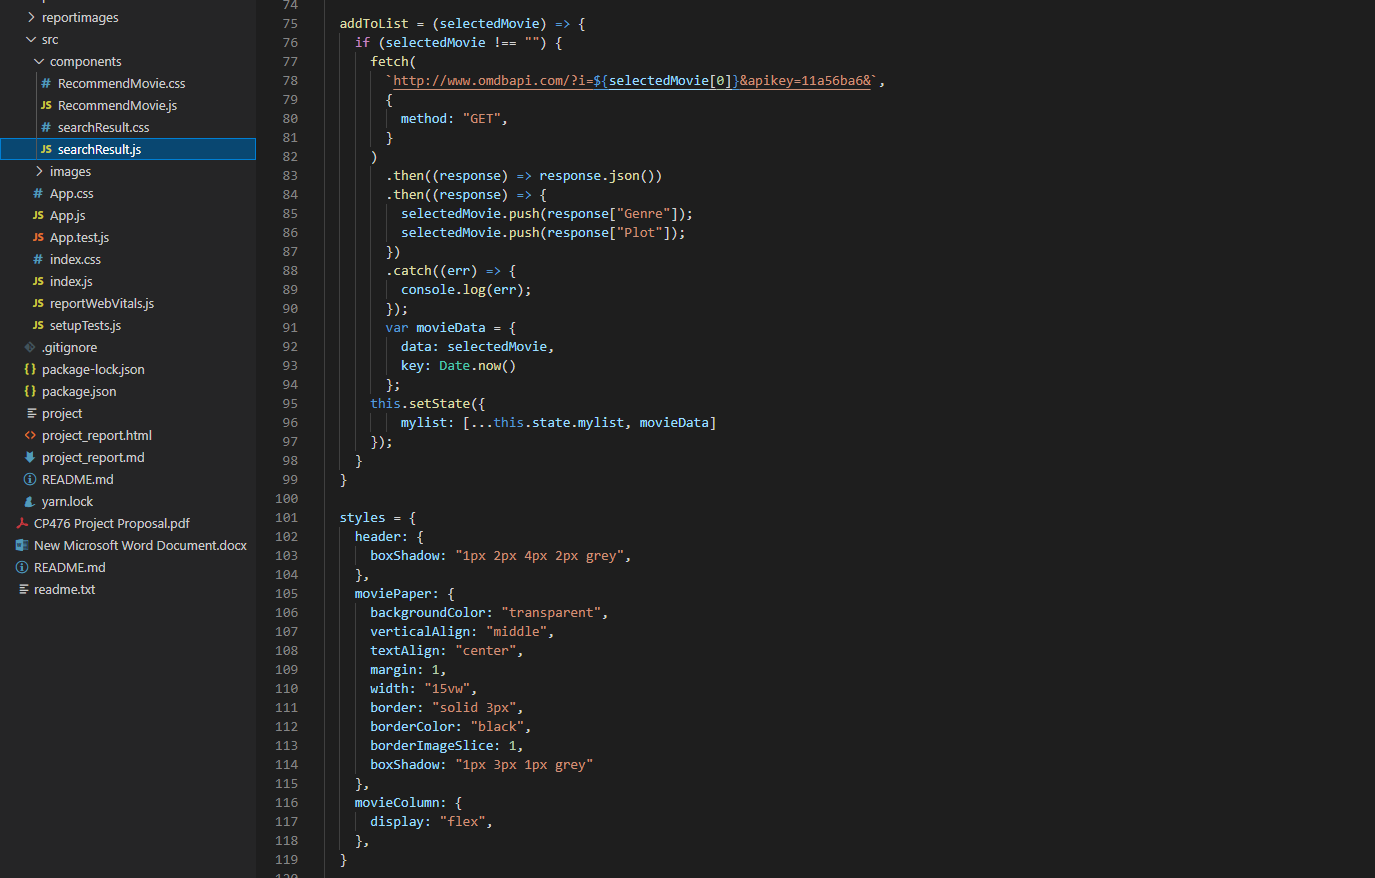 reportimages
src
components
RecommendMovie.css
RecommendMovie.js
searchResult.css
searchResult.js
images
App.css
App.js
App.test.js
index.css
index.js
reportWebVitals.js
setupTests.js
.gitignore
package-lock.json
package.json
project
project_report.html
project_report.md
README.md
yarn.lock
CP476 Project Proposal.pdf
New Microsoft Word Document.docx
README.md
readme.txt
74
75 addToList = (selectedMovie) => {
76 if (selectedMovie !== "") {
77 fetch(
78 `http://www.omdbapi.com/?i=${selectedMovie[0]}&apikey=11a56ba6&`,
79 {
80 method: "GET",
81 }
82 )
83 .then((response) => response.json())
84 .then((response) => {
85 selectedMovie.push(response["Genre"]);
86 selectedMovie.push(response["Plot"]);
87 })
88 .catch((err) => {
89 console.log(err);
90 });
91 var movieData = {
92 data: selectedMovie,
93 key: Date.now()
94 };
95 this.setState({
96 mylist: [...this.state.mylist, movieData]
97 });
98 }
99 }
100
101 styles = {
102 header: {
103 boxShadow: "1px 2px 4px 2px grey",
104 },
105 moviePaper: {
106 backgroundColor: "transparent",
107 verticalAlign: "middle",
108 textAlign: "center",
109 margin: 1,
110 width: "15vw",
111 border: "solid 3px",
112 borderColor: "black",
113 borderImageSlice: 1,
114 boxShadow: "1px 3px 1px grey"
115 },
116 movieColumn: {
117 display: "flex",
118 },
119 }